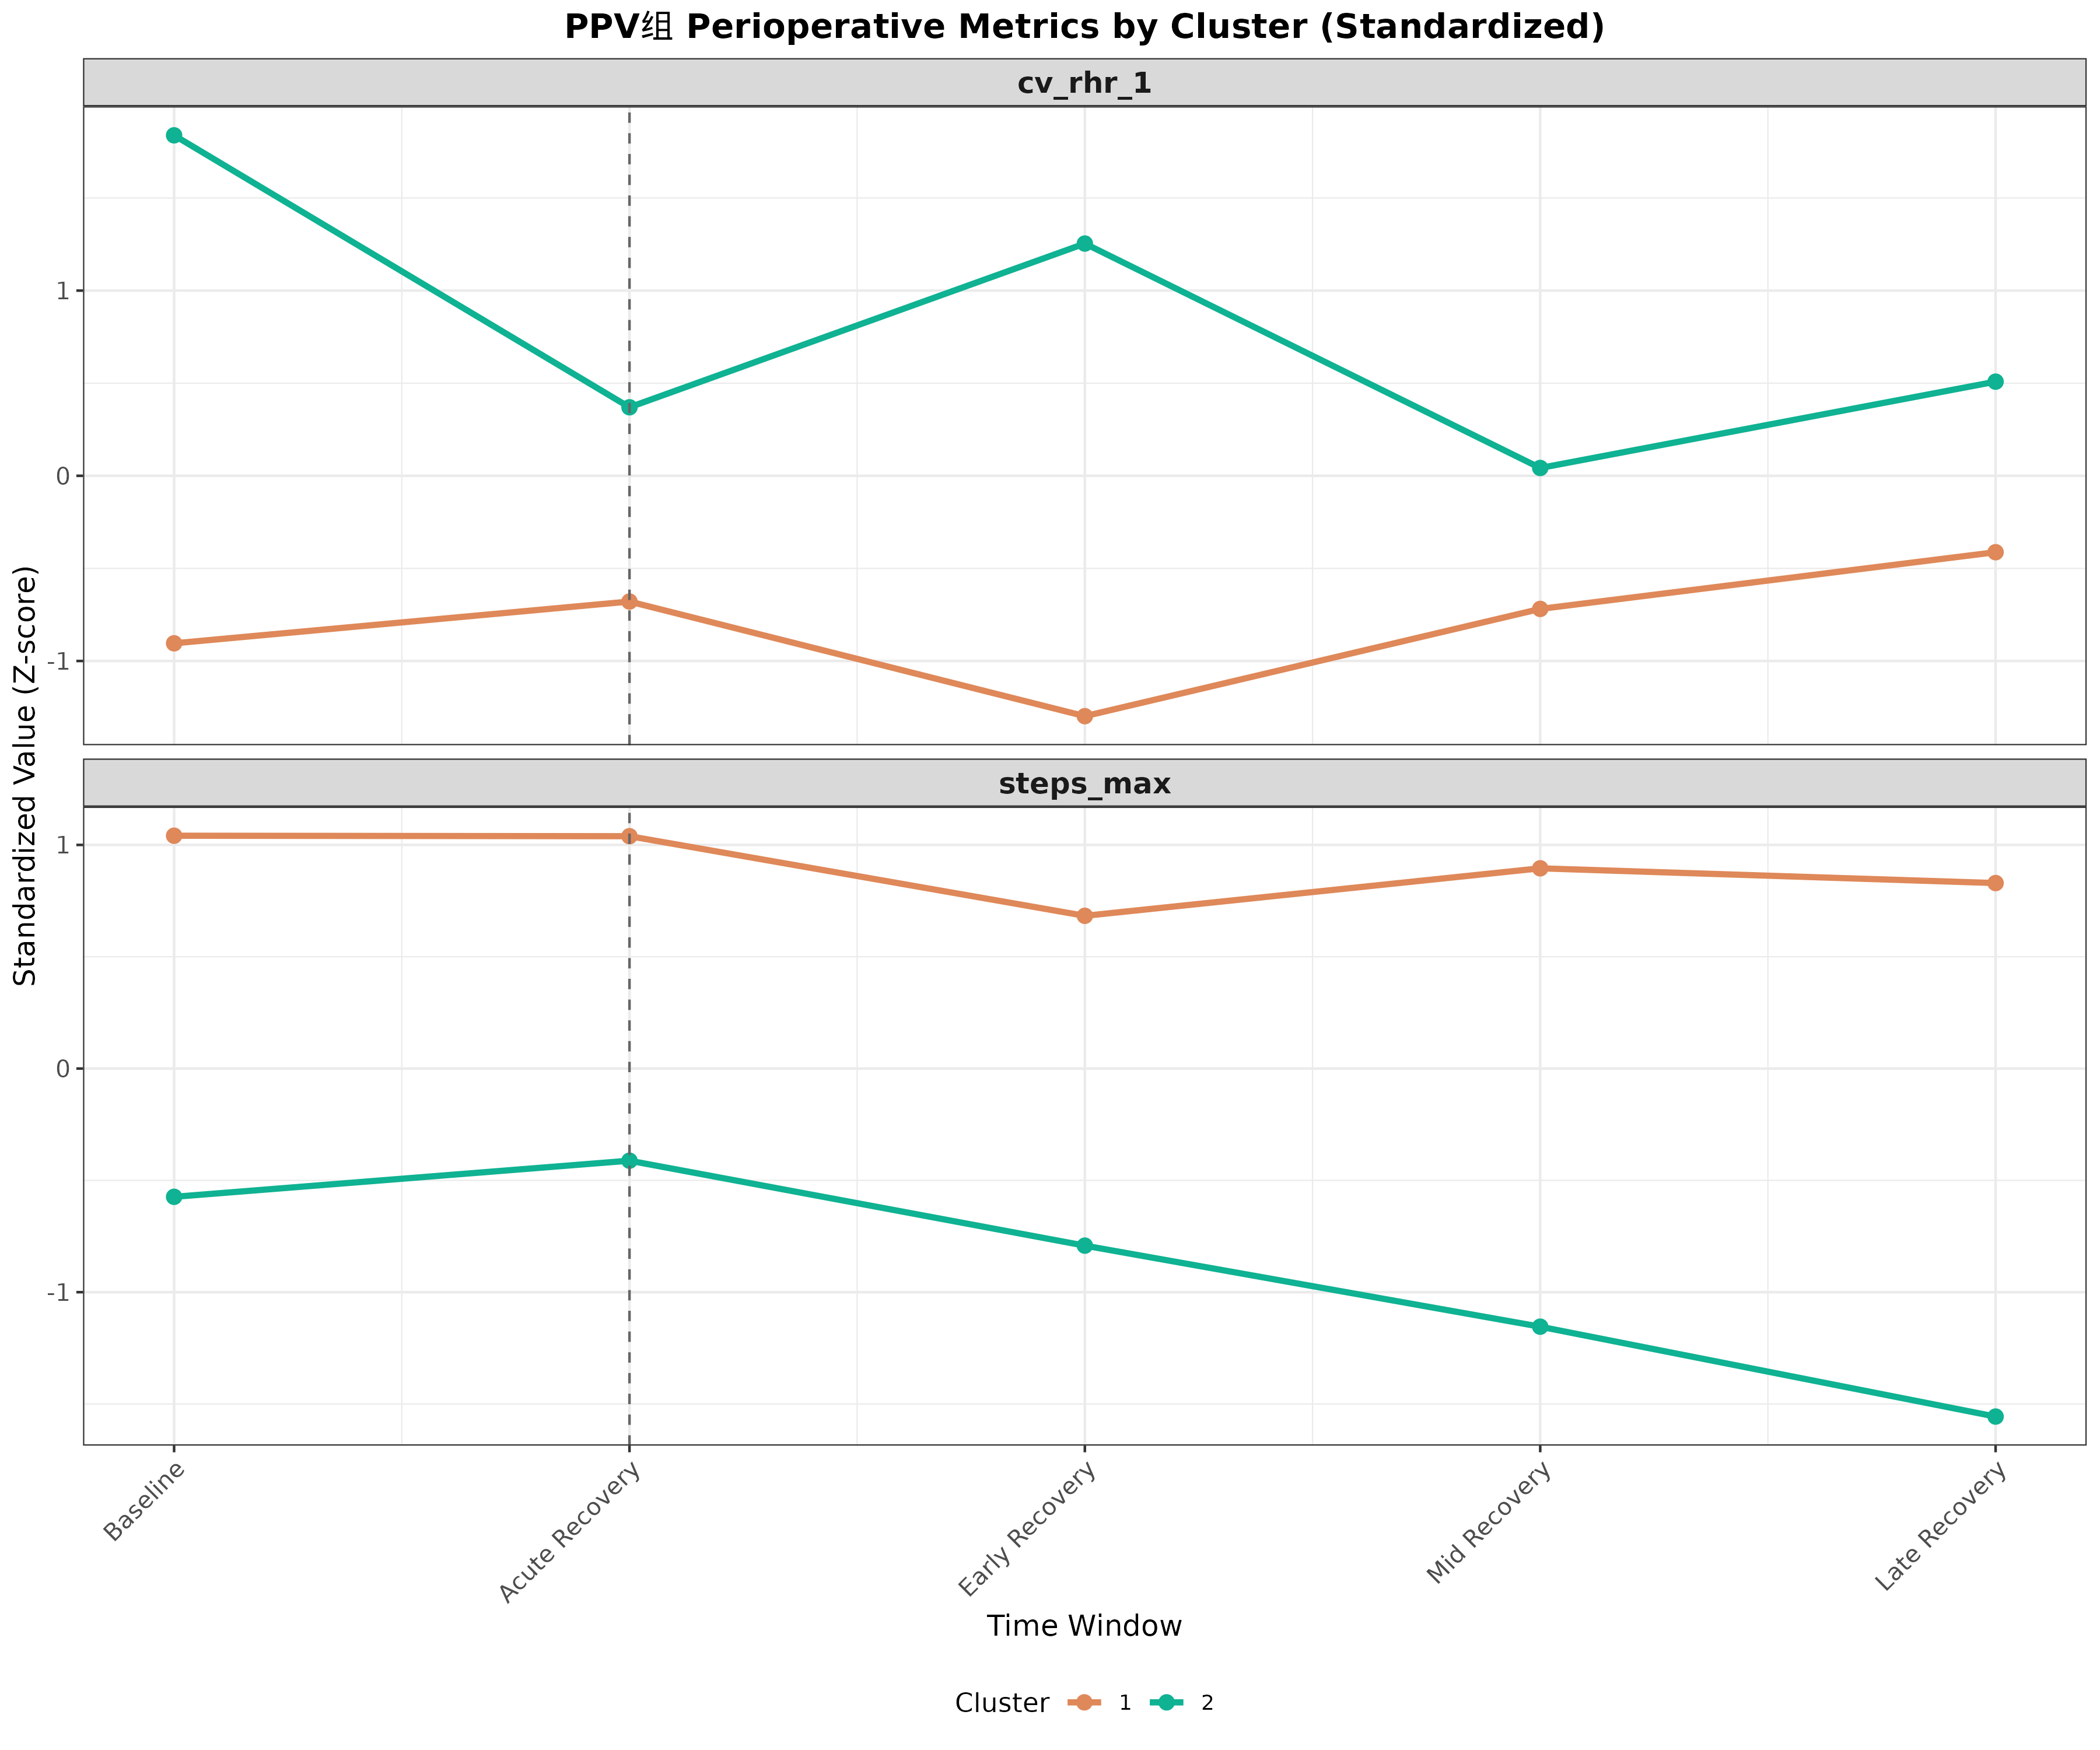 PPV组 Perioperative Metrics by Cluster (Standardized)
cv_rhr_1
1
0
-1
Standardized Value (Z-score)
steps_max
1
0
-1
Baseline
Acute Recovery
Early Recovery
Mid Recovery
Late Recovery
Time Window
Cluster 1 2